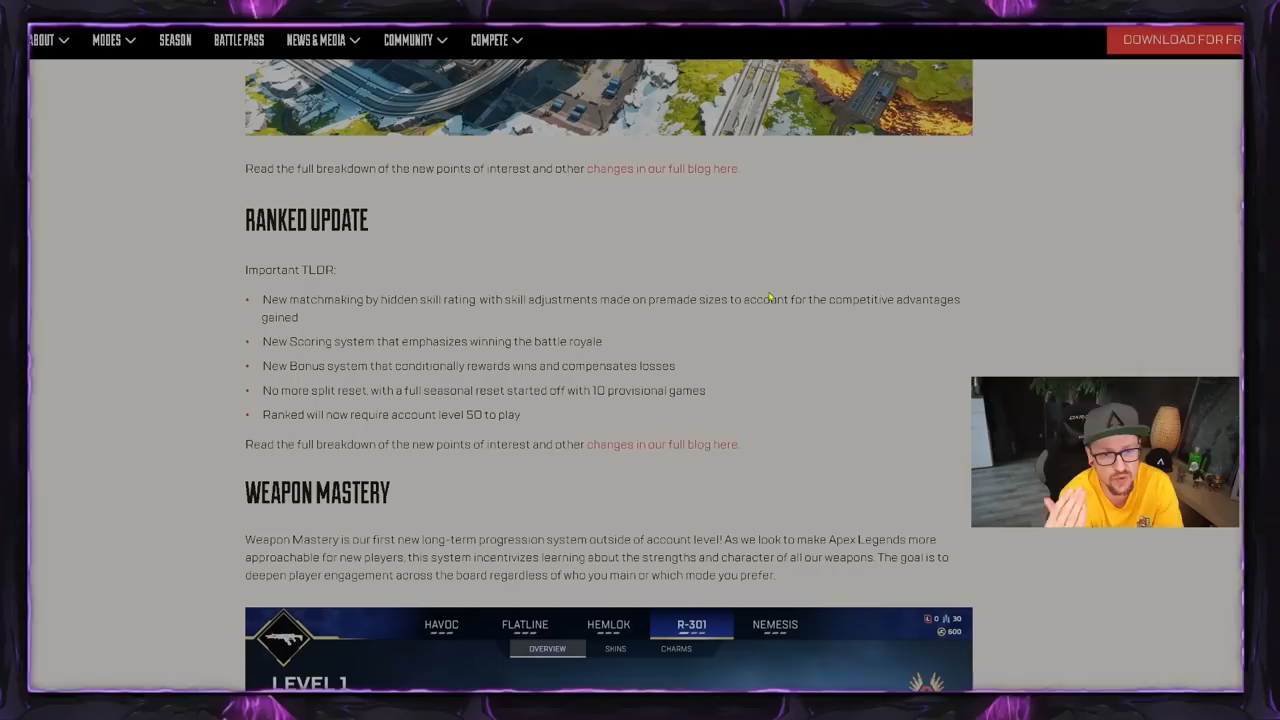 ABOUT MODES SEASON BATTLE PASS NEWS & MEDIA COMMUNITY COMPETE DOWNLOAD FOR FR
Read the full breakdown of the new points of interest and other changes in our full blog here.
RANKED UPDATE
Important TLDR:
• New matchmaking by hidden skill rating, with skill adjustments made on premade sizes to account for the competitive advantages
gained
• New Scoring system that emphasizes winning the battle royale
• New Bonus system that conditionally rewards wins and compensates losses
• No more split reset, with a full seasonal reset started off with 10 provisional games
• Ranked will now require account level 50 to play
Read the full breakdown of the new points of interest and other changes in our full blog here.
WEAPON MASTERY
Weapon Mastery is our first new long-term progression system outside of account level! As we look to make Apex Legends more
approachable for new players, this system incentivizes learning about the strengths and character of all our weapons. The goal is to
deepen player engagement across the board regardless of who you main or which mode you prefer.
HAVOC FLATLINE HEMLOK R-301 NEMESIS 0 30
600
OVERVIEW SKINS CHARMS
LEVEL 1